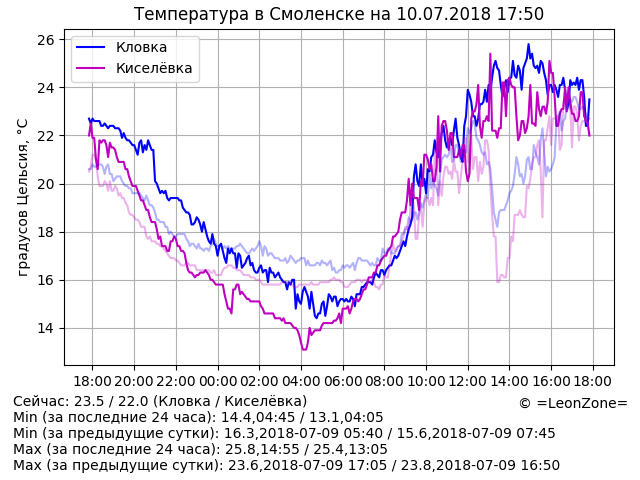 Температура в Смоленске на 10.07.2018 17:50
Кловка
Киселёвка
градусов Цельсия, °C
26
24
22
20
18
16
14
18:00 20:00 22:00 00:00 02:00 04:00 06:00 08:00 10:00 12:00 14:00 16:00 18:00
Сейчас: 23.5 / 22.0 (Кловка / Киселёвка)
© =LeonZone=
Min (за последние 24 часа): 14.4,04:45 / 13.1,04:05
Min (за предыдущие сутки): 16.3,2018-07-09 05:40 / 15.6,2018-07-09 07:45
Max (за последние 24 часа): 25.8,14:55 / 25.4,13:05
Max (за предыдущие сутки): 23.6,2018-07-09 17:05 / 23.8,2018-07-09 16:50